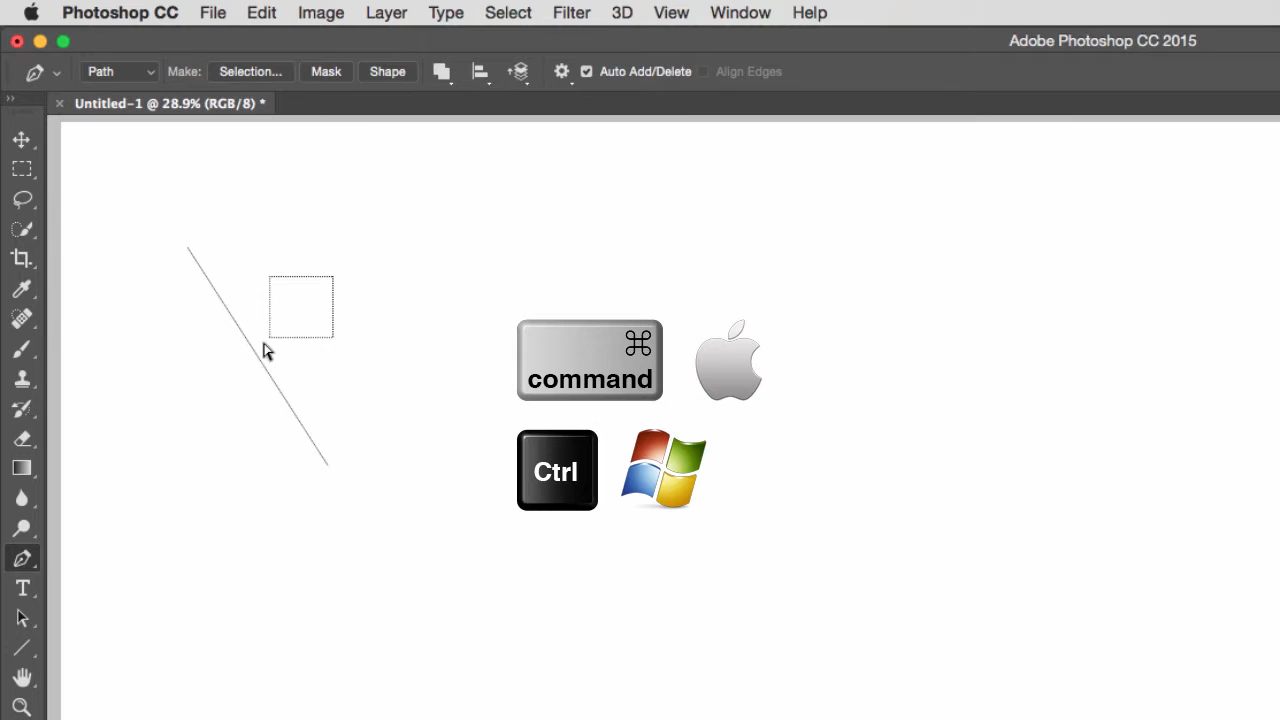 Photoshop CC File Edit Image Layer Type Select Filter 3D View Window Help
Adobe Photoshop CC 2015
Path Make: Selection... Mask Shape Auto Add/Delete Align Edges
Untitled-1 @ 28.9% (RGB/8) *
command
Ctrl